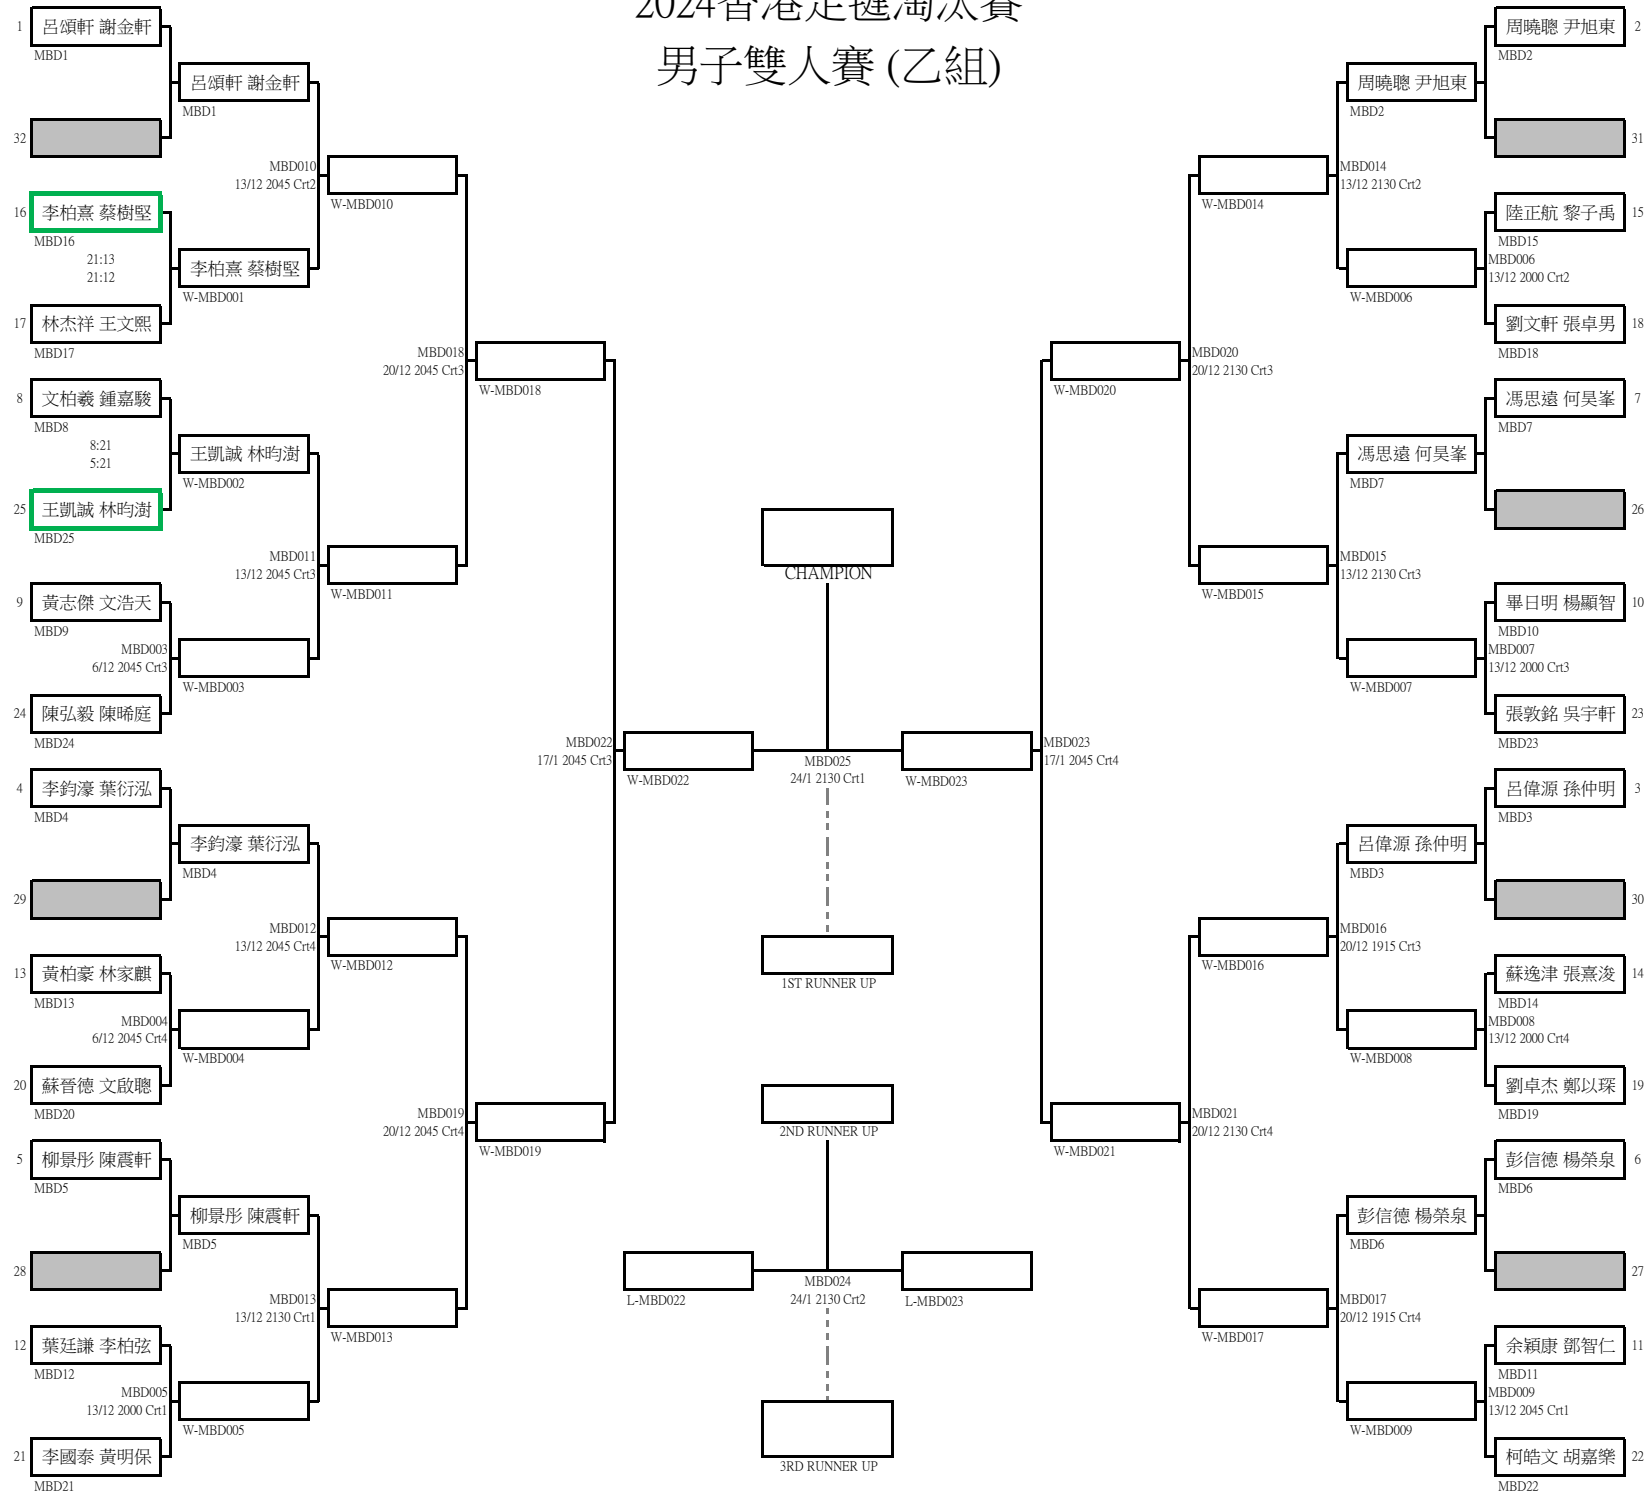 2024香港足毽淘汰賽
男子雙人賽 (乙組)
1
呂頌軒 謝金軒
MBD1
呂頌軒 謝金軒
MBD1
32
MBD010
13/12 2045 Crt2
W-MBD010
16
李柏熹 蔡樹堅
MBD16
21:13
21:12
李柏熹 蔡樹堅
W-MBD001
17
林杰祥 王文熙
MBD17
MBD018
20/12 2045 Crt3
W-MBD018
8
文柏羲 鍾嘉駿
MBD8
8:21
5:21
王凱誠 林昀澍
W-MBD002
25
王凱誠 林昀澍
MBD25
MBD011
13/12 2045 Crt3
W-MBD011
9
黃志傑 文浩天
MBD9
MBD003
6/12 2045 Crt3
W-MBD003
24
陳弘毅 陳晞庭
MBD24
MBD022
17/1 2045 Crt3
W-MBD022
4
李鈞濠 葉衍泓
MBD4
李鈞濠 葉衍泓
MBD4
29
MBD012
13/12 2045 Crt4
W-MBD012
13
黃柏豪 林家麒
MBD13
MBD004
6/12 2045 Crt4
W-MBD004
20
蘇晉德 文啟聰
MBD20
MBD019
20/12 2045 Crt4
W-MBD019
5
柳景彤 陳震軒
MBD5
柳景彤 陳震軒
MBD5
28
MBD013
13/12 2130 Crt1
W-MBD013
12
葉廷謙 李柏弦
MBD12
MBD005
13/12 2000 Crt1
W-MBD005
21
李國泰 黃明保
MBD21
CHAMPION
MBD025
24/1 2130 Crt1
1ST RUNNER UP
2ND RUNNER UP
L-MBD022
MBD024
24/1 2130 Crt2
L-MBD023
3RD RUNNER UP
周曉聰 尹旭東
2
MBD2
周曉聰 尹旭東
MBD2
31
MBD014
13/12 2130 Crt2
W-MBD014
陸正航 黎子禹
15
MBD15
MBD006
13/12 2000 Crt2
W-MBD006
劉文軒 張卓男
18
MBD18
MBD020
20/12 2130 Crt3
W-MBD020
馮思遠 何昊峯
7
MBD7
馮思遠 何昊峯
MBD7
26
MBD015
13/12 2130 Crt3
W-MBD015
畢日明 楊顯智
10
MBD10
MBD007
13/12 2000 Crt3
W-MBD007
張敦銘 吳宇軒
23
MBD23
MBD023
17/1 2045 Crt4
W-MBD023
呂偉源 孫仲明
3
MBD3
呂偉源 孫仲明
MBD3
30
MBD016
20/12 1915 Crt3
W-MBD016
蘇逸津 張熹浚
14
MBD14
MBD008
13/12 2000 Crt4
W-MBD008
劉卓杰 鄭以琛
19
MBD19
MBD021
20/12 2130 Crt4
W-MBD021
彭信德 楊榮泉
6
MBD6
彭信德 楊榮泉
MBD6
27
MBD017
20/12 1915 Crt4
W-MBD017
余穎康 鄧智仁
11
MBD11
MBD009
13/12 2045 Crt1
W-MBD009
柯皓文 胡嘉樂
22
MBD22